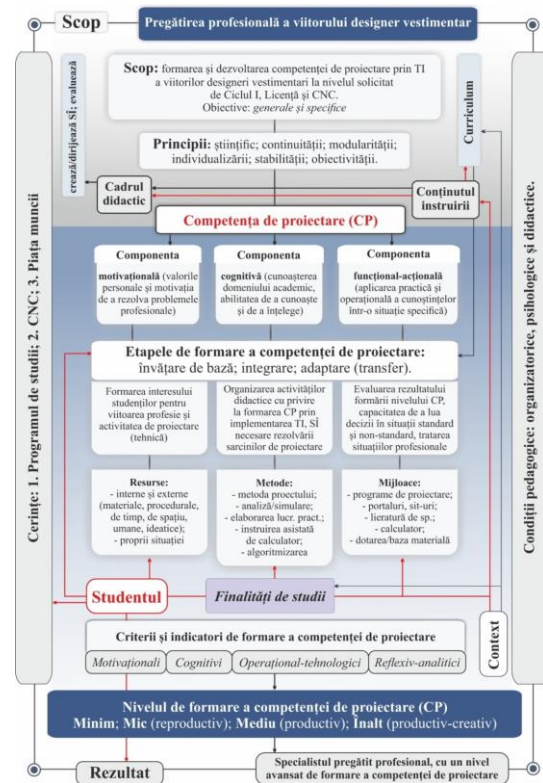 Scop
Pregătirea profesională a viitorului designer vestimentar
Scop: formarea și dezvoltarea competenței de proiectare prin TI
a viitorilor designeri vestimentari la nivelul solicitat
de Ciclul I, Licență și CNC.
Obiective: generale și specifice
Principii: științific; continuității; modularității;
individualizării; stabilității; obiectivității.
crează/dirijează SÎ; evaluează
Curriculum
Cadrul
didactic
Conținutul
instruirii
Competența de proiectare (CP)
Componenta
motivațională (valorile
personale și motivația
de a rezolva problemele
profesionale)
Componenta
cognitivă (cunoașterea
domeniului academic,
abilitatea de a cunoaște
și de a înțelege)
Componenta
funcțional-acțională
(aplicarea practică și
operațională a cunoștințelor
într-o situație specifică)
Etapele de formare a competenței de proiectare:
învățare de bază; integrare; adaptare (transfer).
Formarea interesului
studenților pentru
viitoarea profesie și
activitatea de proiectare
(tehnică)
Organizarea activităților
didactice cu privire
la formarea CP prin
implementarea TI, SÎ
necesare rezolvării
sarcinilor de proiectare
Evaluarea rezultatului
formării nivelului CP,
capacitatea de a lua
decizii în situații standard
și non-standard, tratarea
situațiilor profesionale
Resurse:
- interne și externe
(materiale, procedurale,
de timp, de spațiu,
umane, ideatice);
- proprii situației
Metode:
- metoda proectului;
- analiză/simulare;
- elaborarea lucr. pract.;
- instruirea asistată
de calculator;
- algoritmizarea
Mijloace:
- programe de proiectare;
- portaluri, sit-uri;
- lieratură de sp.;
- calculator;
- dotarea/baza materială
Studentul
Finalități de studii
Context
Criterii și indicatori de formare a competenței de proiectare
Motivaționali
Cognitivi
Operațional-tehnologici
Reflexiv-analitici
Nivelul de formare a competenței de proiectare (CP)
Minim; Mic (reproductiv); Mediu (productiv); Înalt (productiv-creativ)
Rezultat
Specialistul pregătit profesional, cu un nivel
avansat de formare a competenței de proiectare
Cerințe: 1. Programul de studii; 2. CNC; 3. Piața muncii
Condiții pedagogice: organizatorice, psihologice și didactice.